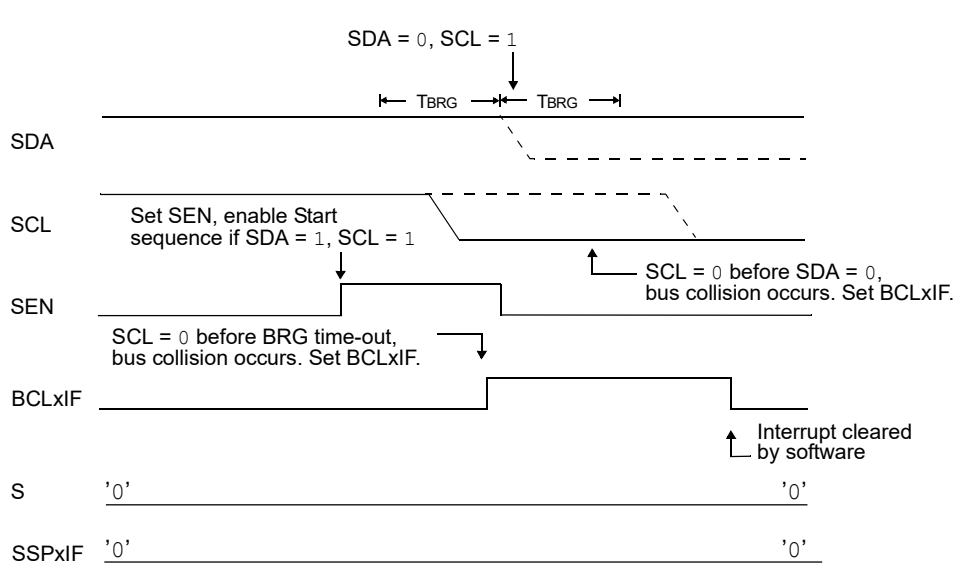 SDA = 0, SCL = 1
TBRG TBRG
SDA
SCL
Set SEN, enable Start
sequence if SDA = 1, SCL = 1
SCL = 0 before SDA = 0,
bus collision occurs. Set BCLxIF.
SEN
SCL = 0 before BRG time-out,
bus collision occurs. Set BCLxIF.
BCLxIF
Interrupt cleared
by software
S '0' '0'
SSPxIF '0' '0'